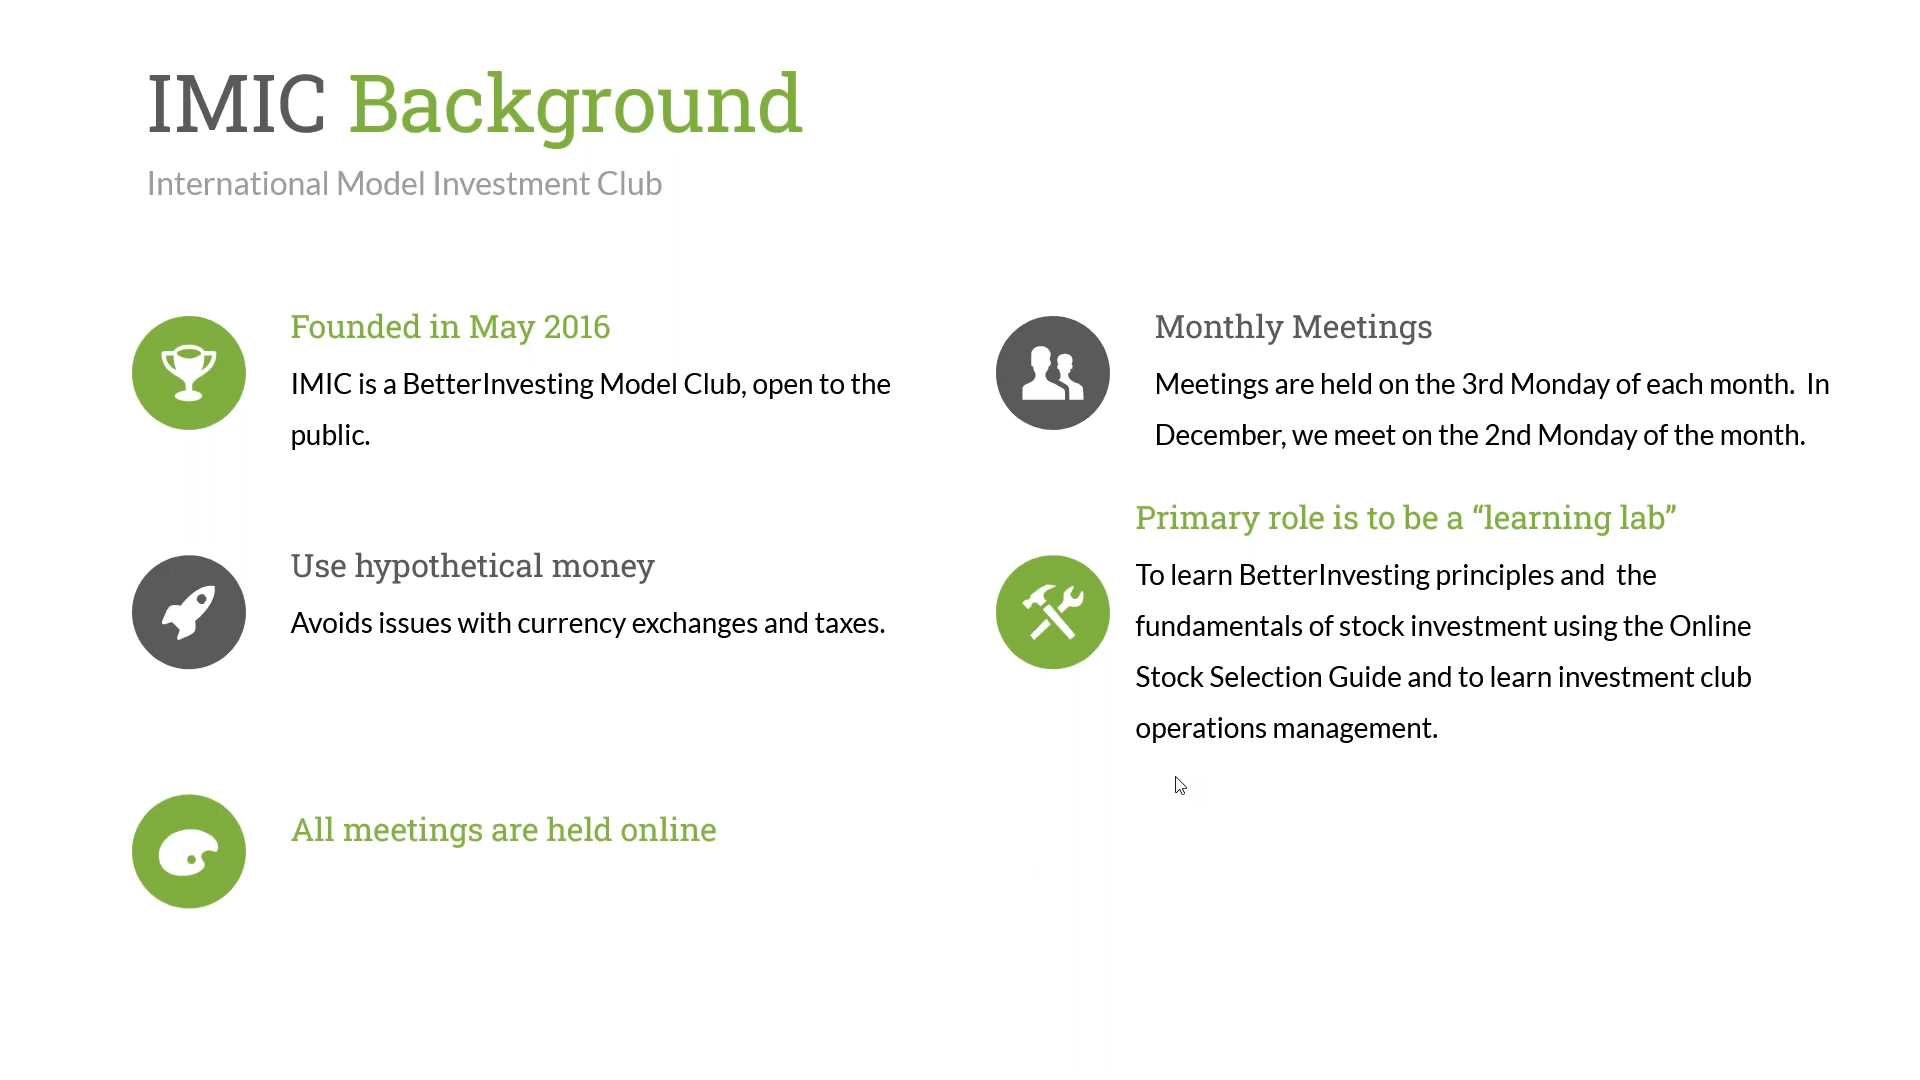 IMIC Background
International Model Investment Club
Founded in May 2016
IMIC is a BetterInvesting Model Club, open to the
public.
Monthly Meetings
Meetings are held on the 3rd Monday of each month.  In
December, we meet on the 2nd Monday of the month.
Use hypothetical money
Avoids issues with currency exchanges and taxes.
Primary role is to be a “learning lab”
To learn BetterInvesting principles and  the
fundamentals of stock investment using the Online
Stock Selection Guide and to learn investment club
operations management.
All meetings are held online